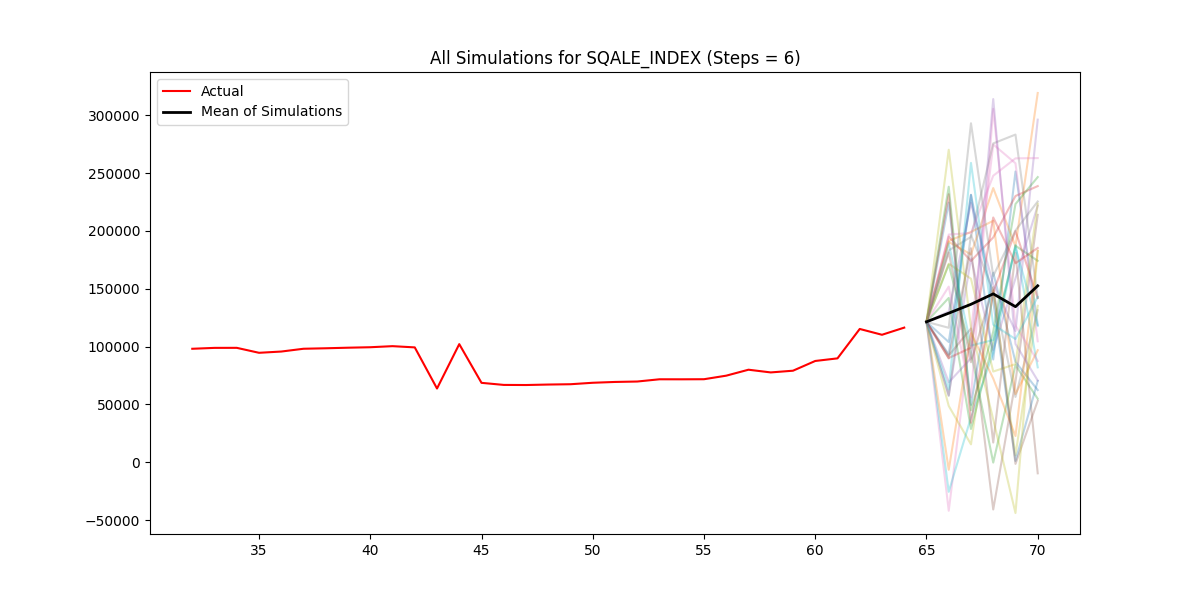 All Simulations for SQALE_INDEX (Steps = 6)
Actual
Mean of Simulations
300000
250000
200000
150000
100000
50000
0
−50000
35 40 45 50 55 60 65 70